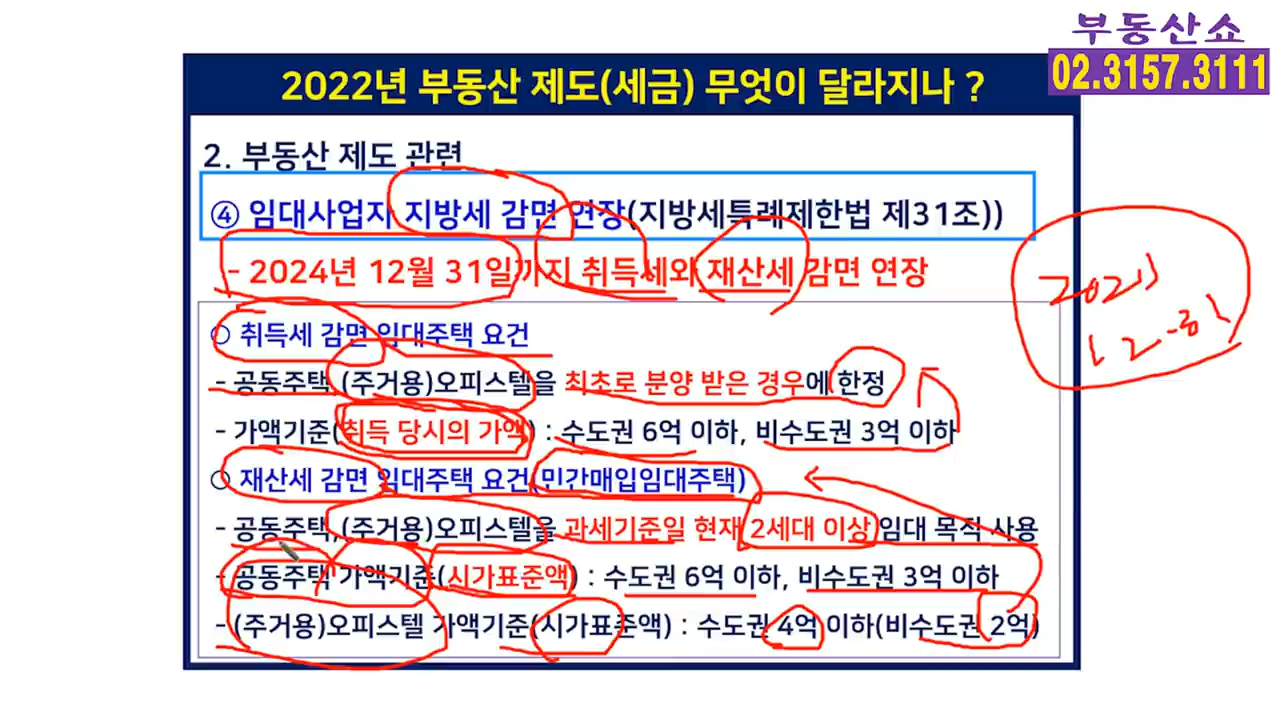 부동산쇼
02.3157.3111
2022년 부동산 제도(세금) 무엇이 달라지나 ?
2. 부동산 제도 관련
④ 임대사업자 지방세 감면 연장(지방세특례제한법 제31조))
- 2024년 12월 31일까지 취득세와 재산세 감면 연장
○ 취득세 감면 임대주택 요건
- 공동주택, (주거용)오피스텔을 최초로 분양 받은 경우에 한정
- 가액기준(취득 당시의 가액) : 수도권 6억 이하, 비수도권 3억 이하
○ 재산세 감면 임대주택 요건(민간매입임대주택)
- 공동주택,(주거용)오피스텔을 과세기준일 현재 2세대 이상 임대 목적 사용
- 공동주택 가액기준(시가표준액) : 수도권 6억 이하, 비수도권 3억 이하
- (주거용)오피스텔 가액기준(시가표준액) : 수도권 4억 이하(비수도권 2억)